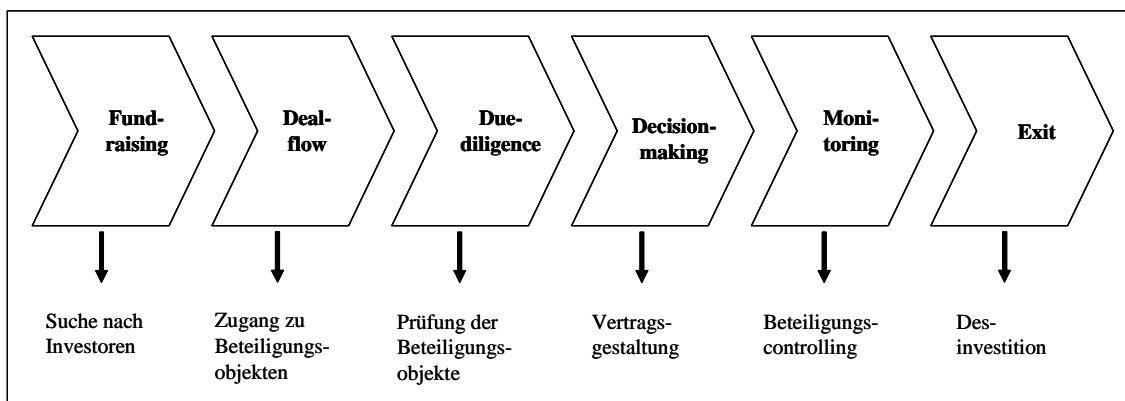 Fund-
raising
Deal-
flow
Due-
diligence
Decision-
making
Moni-
toring
Exit
Suche nach
Investoren
Zugang zu
Beteiligungs-
objekten
Prüfung der
Beteiligungs-
objekte
Vertrags-
gestaltung
Beteiligungs-
controlling
Des-
investition